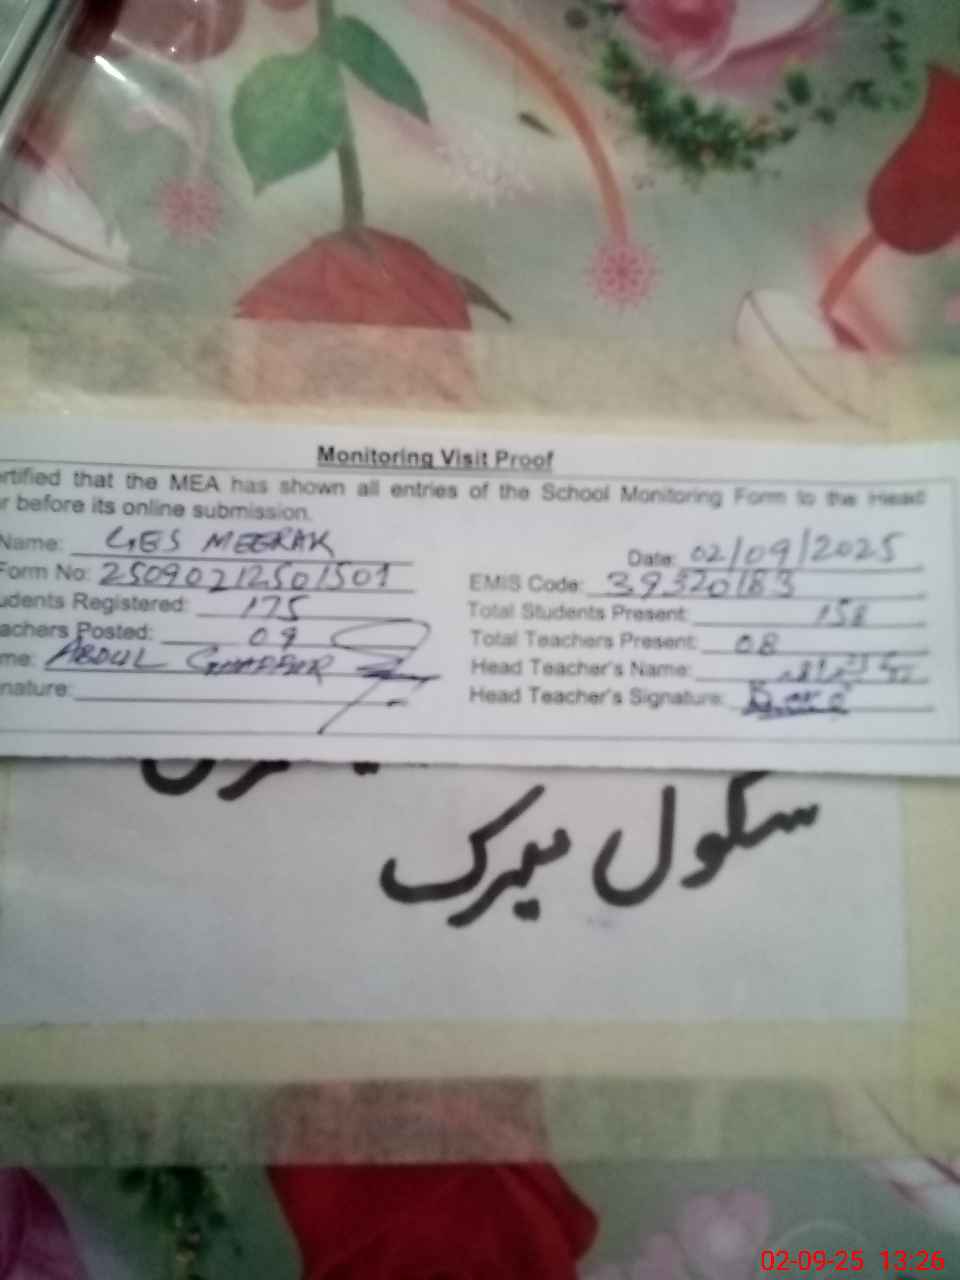 Monitoring Visit Proof
rtified that the MEA has shown all entries of the School Monitoring Form to the Head
r before its online submission.
Name: GES MEERAK Date: 02/09/2025
Form No: 25090212501501 EMIS Code: 39320183
udents Registered: 175 Total Students Present: 158
achers Posted: 09 Total Teachers Present: 08
me: ABDUL GHAFFUR Head Teacher's Name:
nature: Head Teacher's Signature:
سکول میرک
02-09-25 13:26